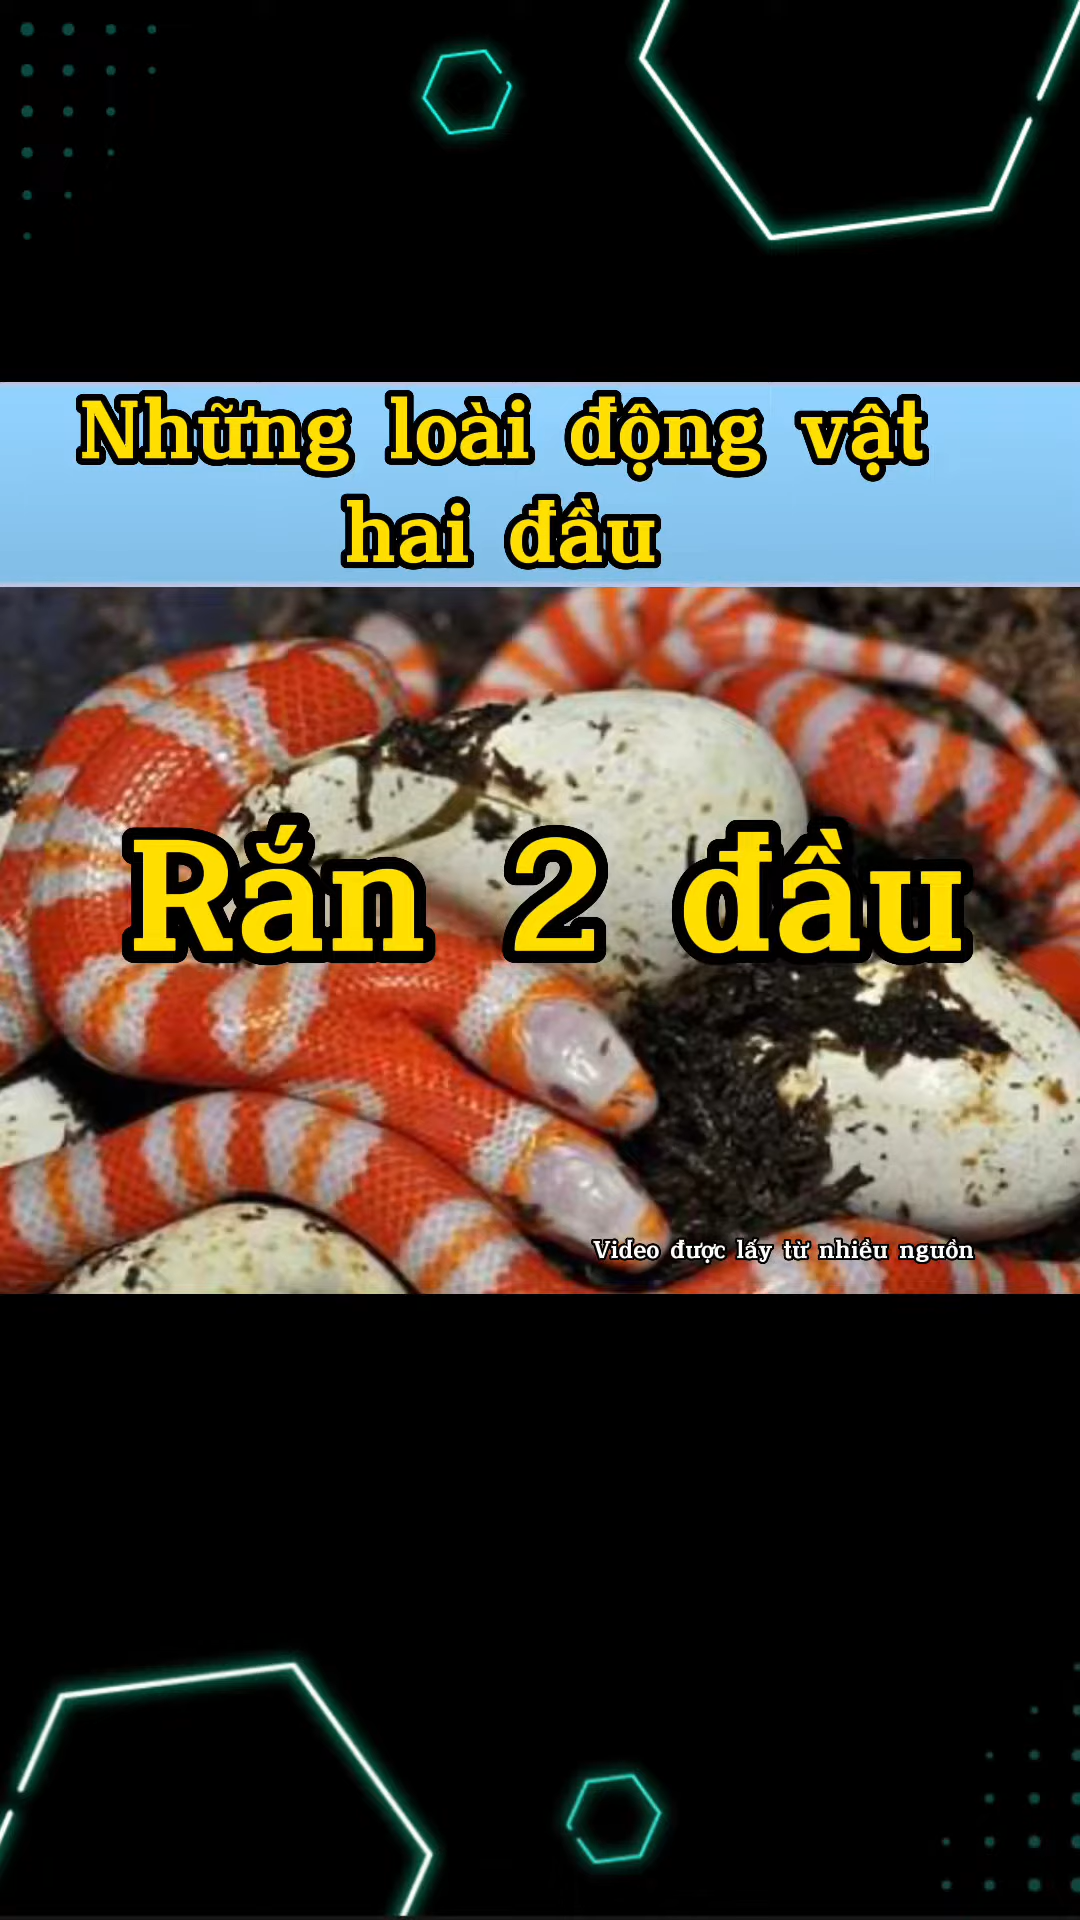 Những loài động vật
hai đầu
Rắn 2 đầu
Video được lấy từ nhiều nguồn